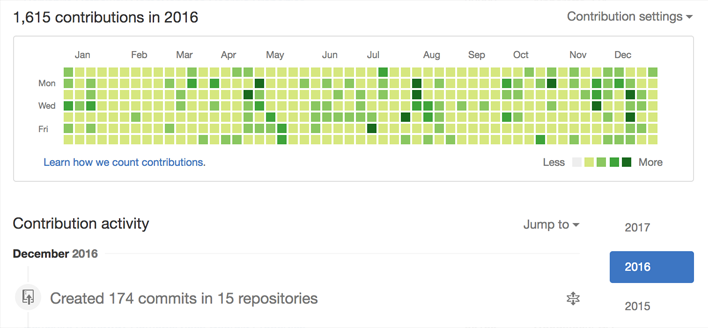 1,615 contributions in 2016
Contribution settings
Jan Feb Mar Apr May Jun Jul Aug Sep Oct Nov Dec
Mon
Wed
Fri
Learn how we count contributions.
Less More
Contribution activity
Jump to
2017
December 2016
2016
Created 174 commits in 15 repositories
2015